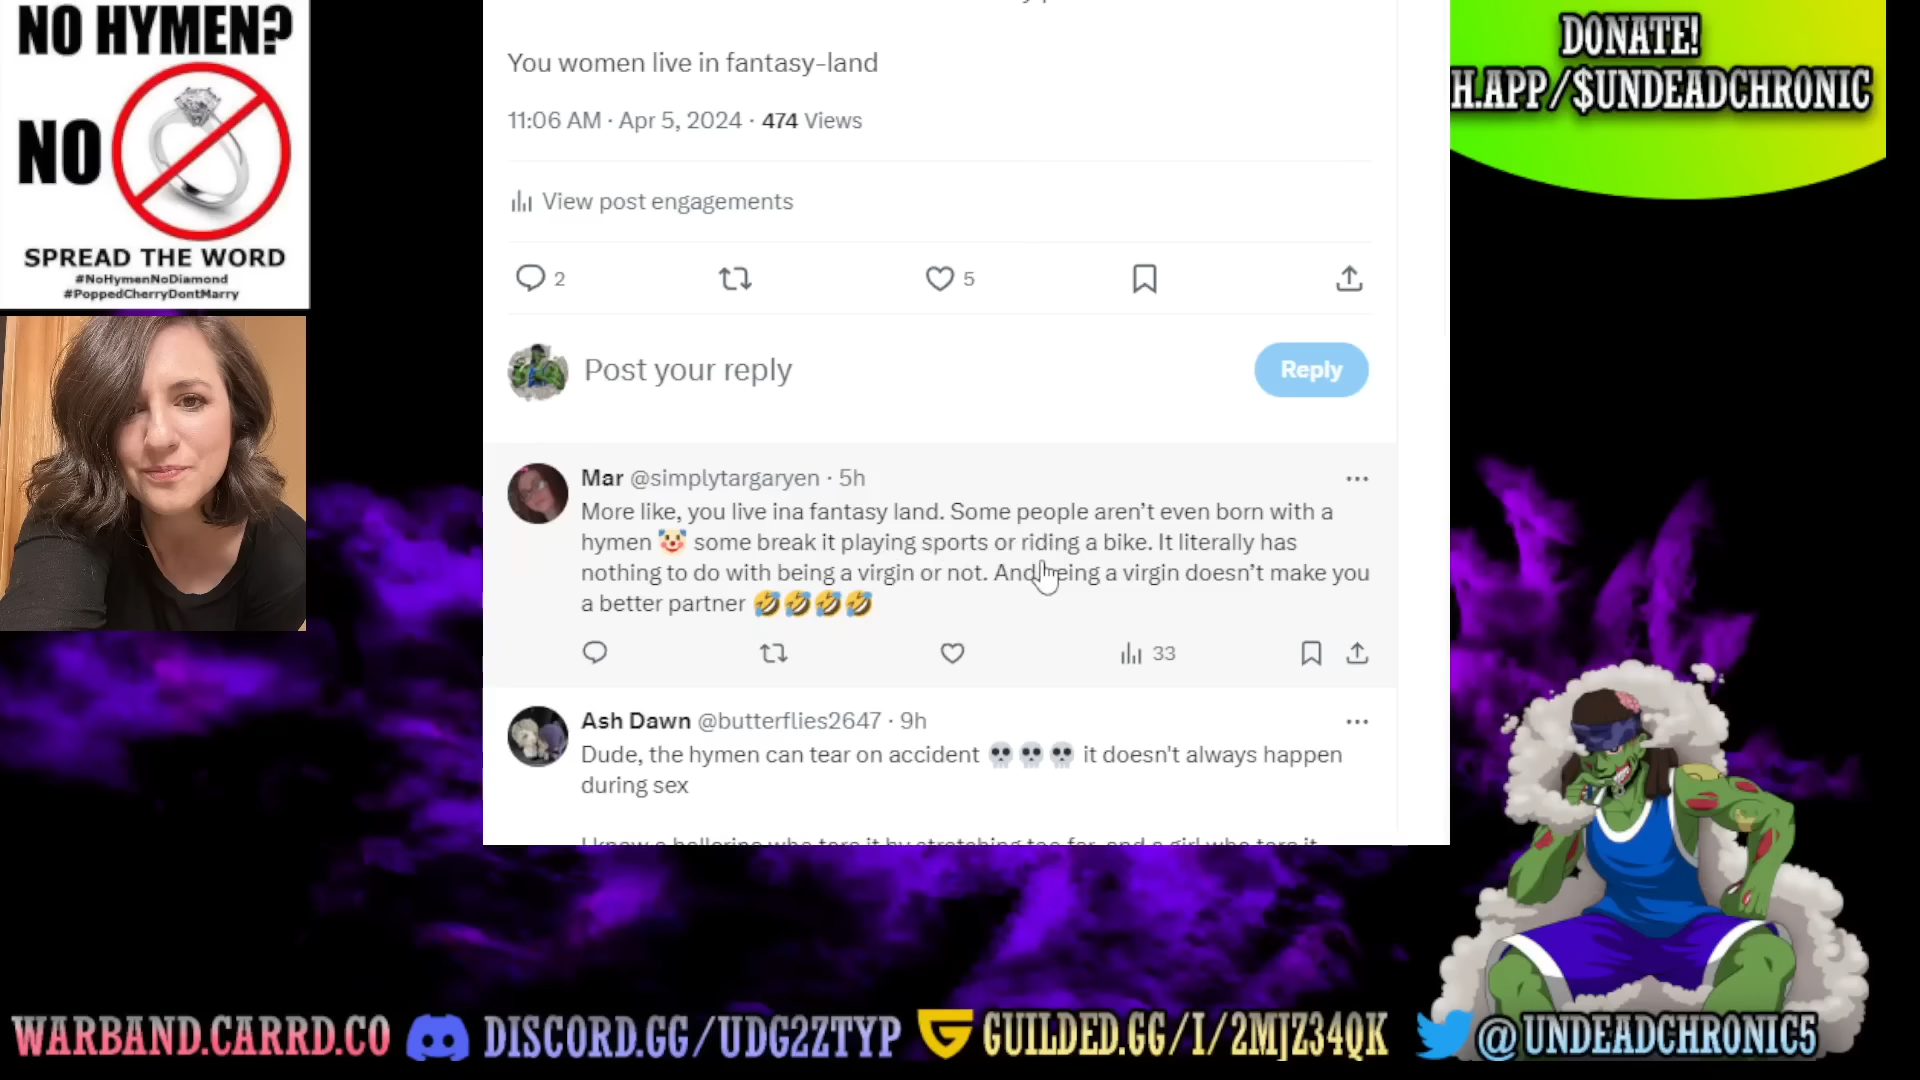 NO HYMEN?
NO
SPREAD THE WORD
#NoHymenNoDiamond
#PoppedCherryDontMarry
You women live in fantasy-land
11:06 AM · Apr 5, 2024 · 474 Views
View post engagements
2
5
Post your reply
Reply
Mar @simplytargaryen · 5h
More like, you live ina fantasy land. Some people aren't even born with a
hymen 🤡 some break it playing sports or riding a bike. It literally has
nothing to do with being a virgin or not. And being a virgin doesn't make you
a better partner 🤣🤣🤣🤣
33
Ash Dawn @butterflies2647 · 9h
Dude, the hymen can tear on accident 💀💀💀 it doesn't always happen
during sex
DONATE!
H.APP/$UNDEADCHRONIC
WARBAND.CARRD.CO
DISCORD.GG/UDG2ZTYP
GUILDED.GG/I/2MJZ34QK
@UNDEADCHRONIC5